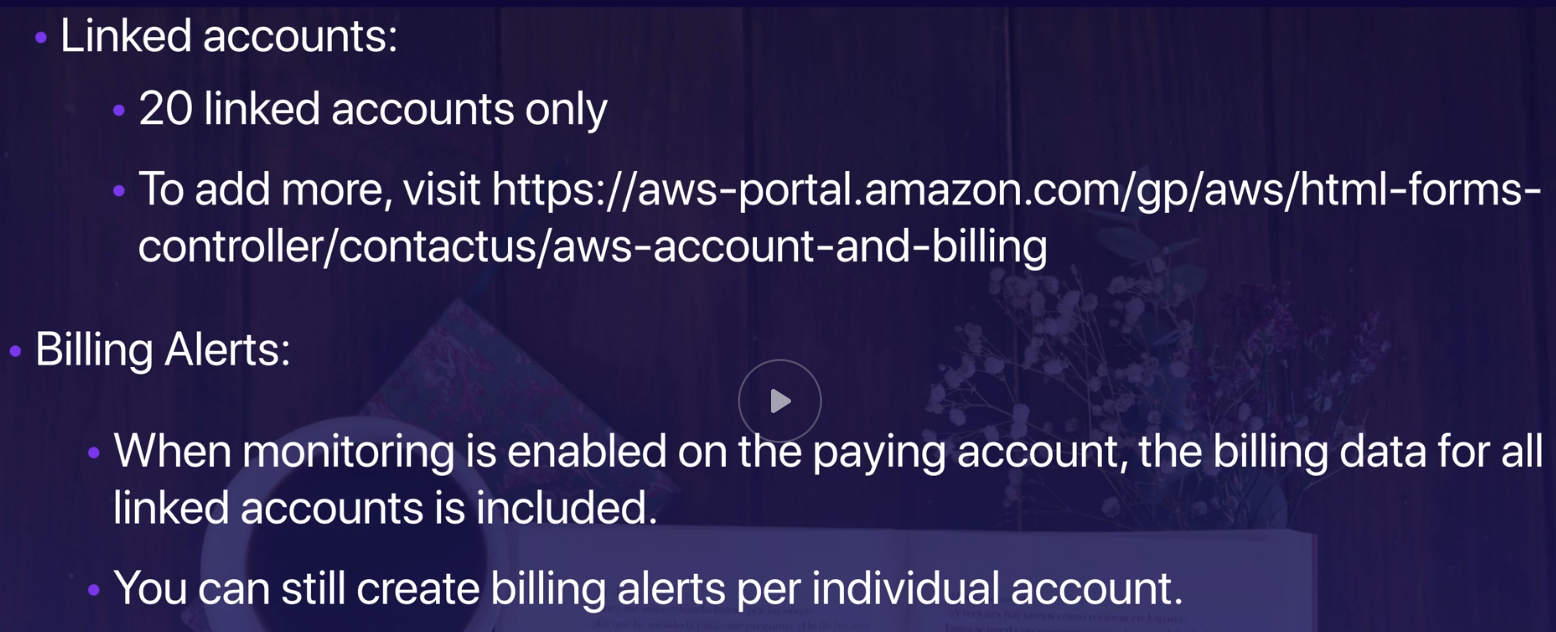 • Linked accounts:
• 20 linked accounts only
• To add more, visit https://aws-portal.amazon.com/gp/aws/html-forms-
controller/contactus/aws-account-and-billing
• Billing Alerts:
• When monitoring is enabled on the paying account, the billing data for all
linked accounts is included.
• You can still create billing alerts per individual account.